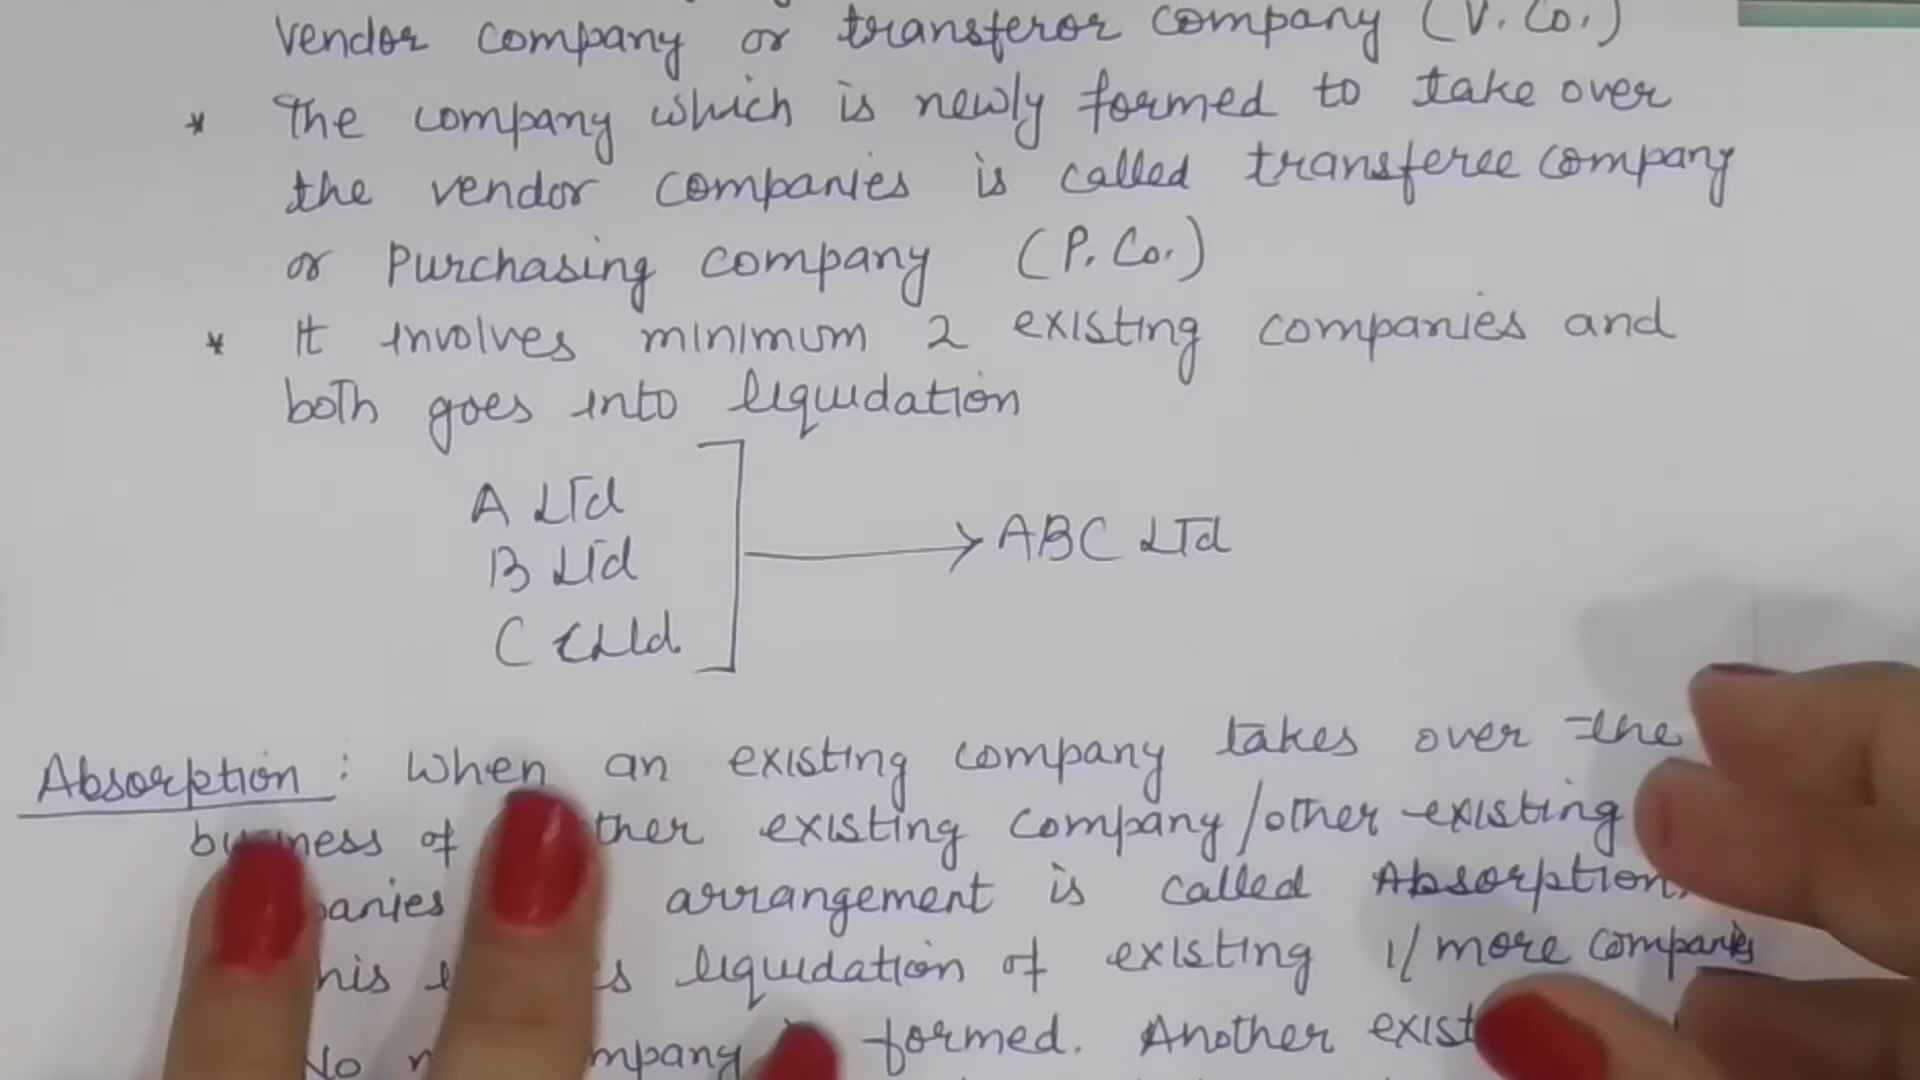 vendor company or transferor company (V. Co.)
* The company which is newly formed to take over
the vendor companies is called transferee company
or Purchasing company (P. Co.)
* It involves minimum 2 existing companies and
both goes into liquidation
A LTd
B LTd
C LTd
ABC LTd
Absorption : When an existing company takes over the
of existing company/other existing
arrangement is called Absorption.
liquidation of existing 1/ more companies
No formed. Another